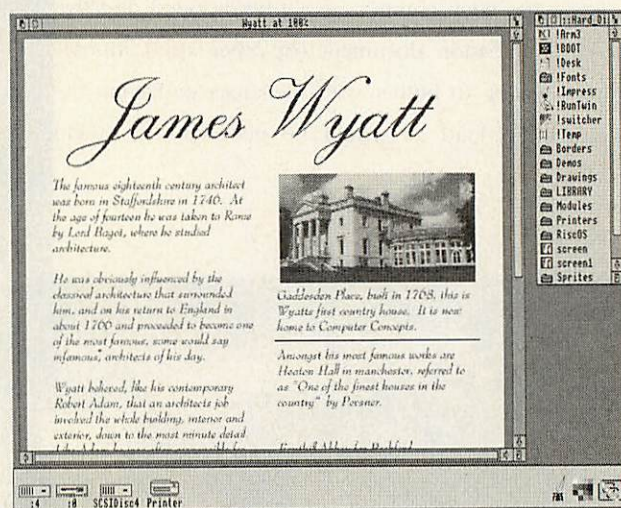 Wyatt at 100%
James Wyatt
The famous eighteenth century architect
was born in Staffordshire in 1746. At
the age of fourteen he was taken to Rome
by Lord Bagot, where he studied
architecture.
He was obviously influenced by the
classical architecture that surrounded
him, and on his return to England in
about 1766 and proceeded to become one
of the most famous, some would say
infamous, architects of his day.
Wyatt behaved, like his contemporary
Robert Adam, that an architects job
involved the whole building, interior and
exterior, down to the most minute detail
Gaddesden Place, built in 1768, this is
Wyatts first country house. It is now
home to Computer Concepts.
Amongst his most famous works are
Heaton Hall in manchester, referred to
as "One of the finest houses in the
country" by Pevsner.
::Hard_Di
!Arm3
!BOOT
!Desk
!Fonts
!Impress
!RunTwin
!switcher
!Temp
Borders
Demos
Drawings
LIBRARY
Modules
Printers
RiscOS
screen
screen1
Sprites
:4
:0
SCSIDisc4
Printer